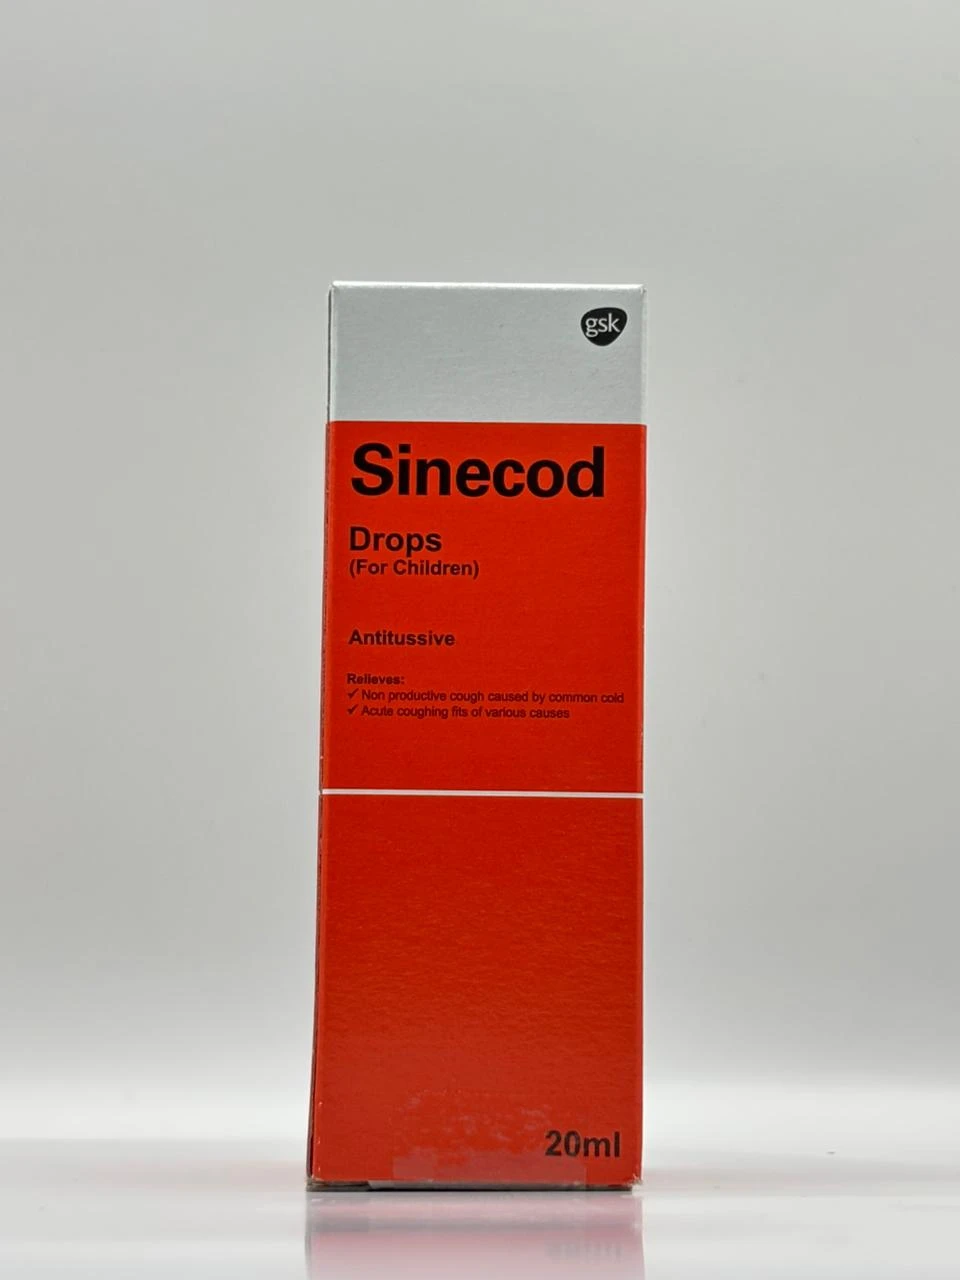 gsk
Sinecod
Drops
(For Children)
Antitussive
Relieves:
✓ Non productive cough caused by common cold
✓ Acute coughing fits of various causes
20ml